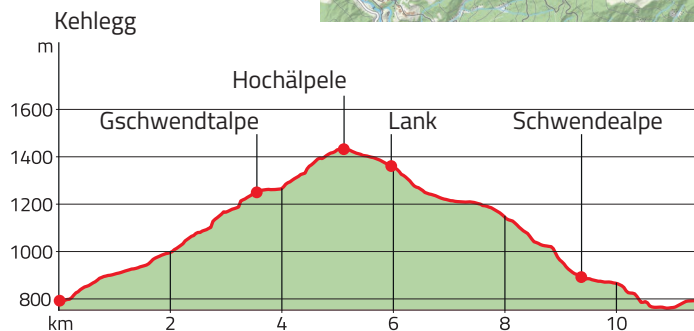 Kehlegg
m
Hochälpele
1600
Gschwendtalpe Lank Schwendealpe
1400
1200
1000
800
km 2 4 6 8 10